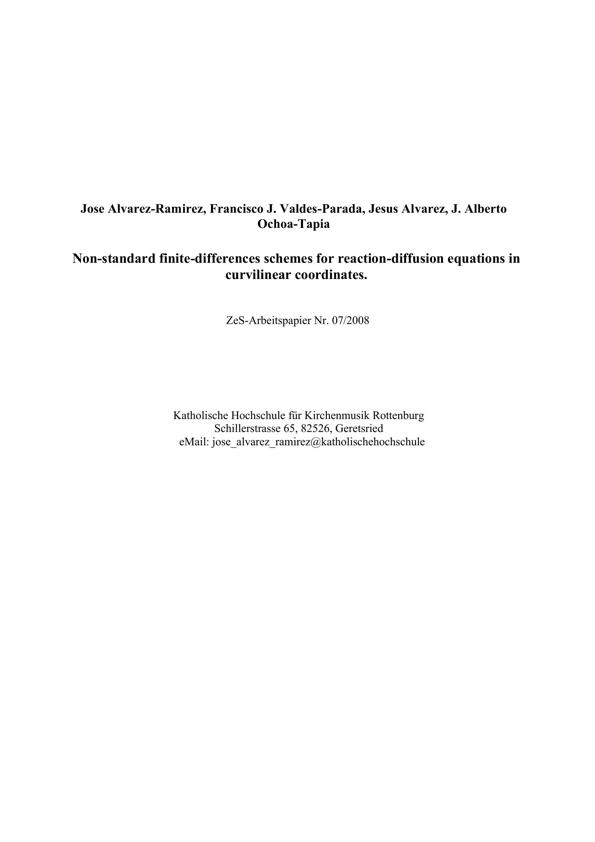 Jose Alvarez-Ramirez, Francisco J. Valdes-Parada, Jesus Alvarez, J. Alberto
Ochoa-Tapia
Non-standard finite-differences schemes for reaction-diffusion equations in
curvilinear coordinates.
ZeS-Arbeitspapier Nr. 07/2008
Katholische Hochschule für Kirchenmusik Rottenburg
Schillerstrasse 65, 82526, Geretsried
eMail: jose_alvarez_ramirez@katholischehochschule